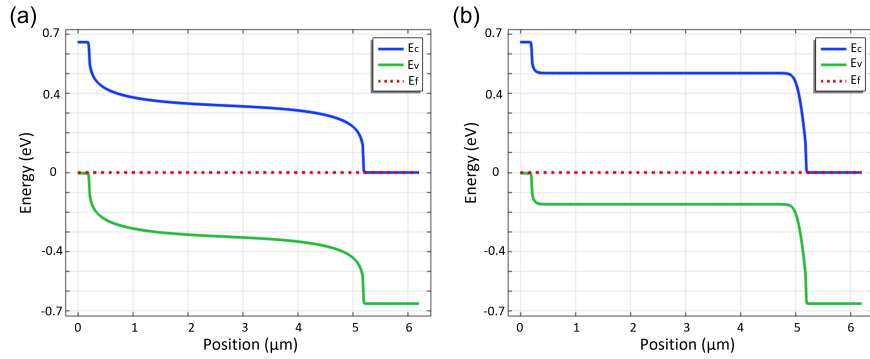 (a)
0.7
0.4
0
-0.4
-0.7
Energy (eV)
Ec
Ev
Ef
0 1 2 3 4 5 6
Position (μm)
(b)
0.7
0.4
0
-0.4
-0.7
Energy (eV)
Ec
Ev
Ef
0 1 2 3 4 5 6
Position (μm)